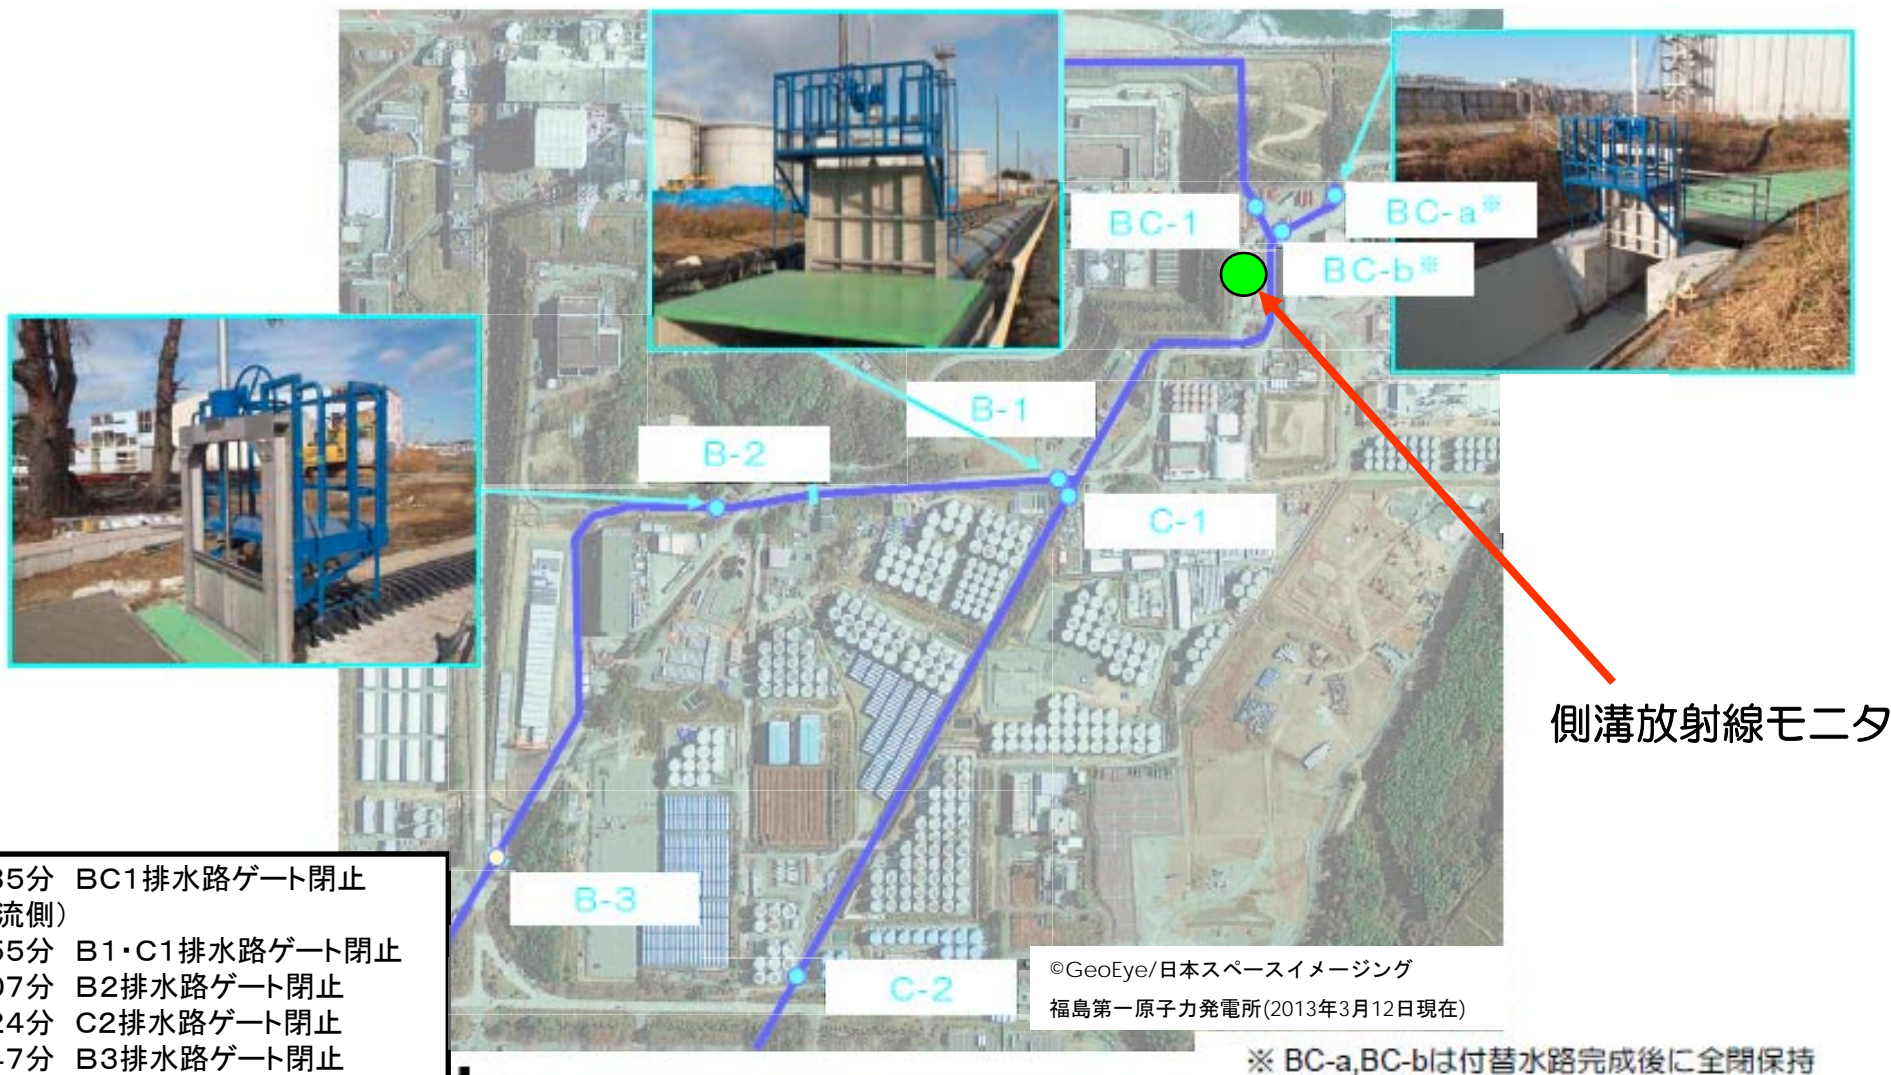 BC-1
BC-a※
BC-b※
B-1
B-2
C-1
側溝放射線モニタ
B-3
C-2
35分 BC1排水路ゲート閉止
流側）
55分 B1・C1排水路ゲート閉止
07分 B2排水路ゲート閉止
24分 C2排水路ゲート閉止
47分 B3排水路ゲート閉止
©GeoEye/日本スペースイメージング
福島第一原子力発電所(2013年3月12日現在)
※ BC-a,BC-bは付替水路完成後に全閉保持